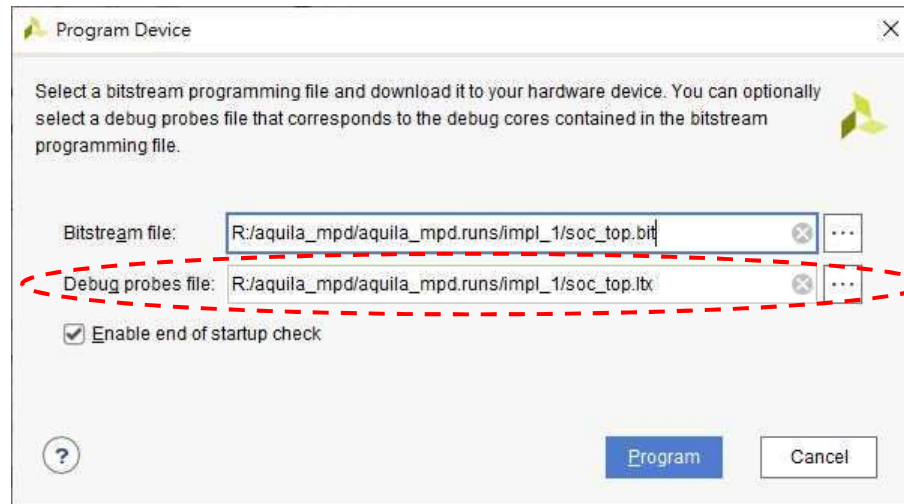 Program Device
Select a bitstream programming file and download it to your hardware device. You can optionally
select a debug probes file that corresponds to the debug cores contained in the bitstream
programming file.
Bitstream file: R:/aquila_mpd/aquila_mpd.runs/impl_1/soc_top.bit ...
Debug probes file: R:/aquila_mpd/aquila_mpd.runs/impl_1/soc_top.ltx ...
Enable end of startup check
? Program Cancel